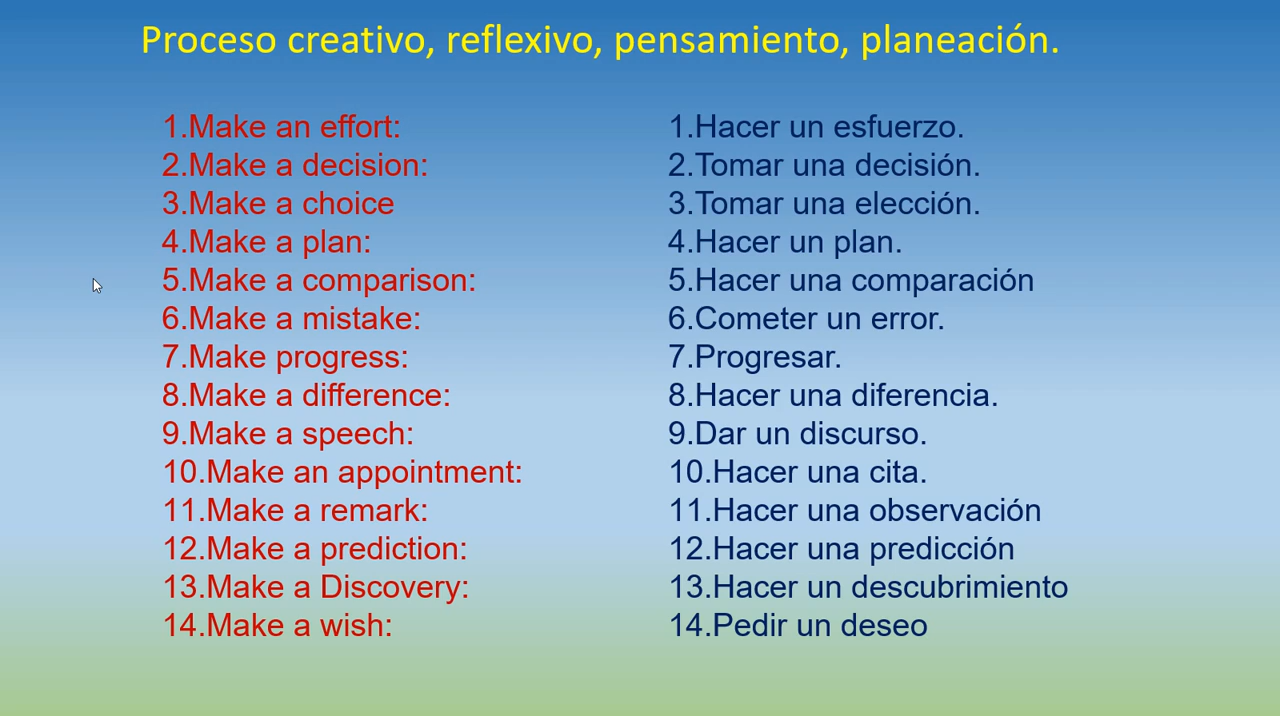 Proceso creativo, reflexivo, pensamiento, planeación.
1.Make an effort:
2.Make a decision:
3.Make a choice
4.Make a plan:
5.Make a comparison:
6.Make a mistake:
7.Make progress:
8.Make a difference:
9.Make a speech:
10.Make an appointment:
11.Make a remark:
12.Make a prediction:
13.Make a Discovery:
14.Make a wish:
1.Hacer un esfuerzo.
2.Tomar una decisión.
3.Tomar una elección.
4.Hacer un plan.
5.Hacer una comparación
6.Cometer un error.
7.Progresar.
8.Hacer una diferencia.
9.Dar un discurso.
10.Hacer una cita.
11.Hacer una observación
12.Hacer una predicción
13.Hacer un descubrimiento
14.Pedir un deseo